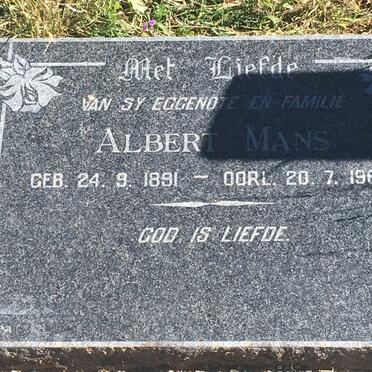 Met Liefde
VAN SY EGGENOTE EN FAMILIE
ALBERT MANS
GEB. 24. 9. 1891 — OORL. 20. 7. 196
GOD IS LIEFDE.